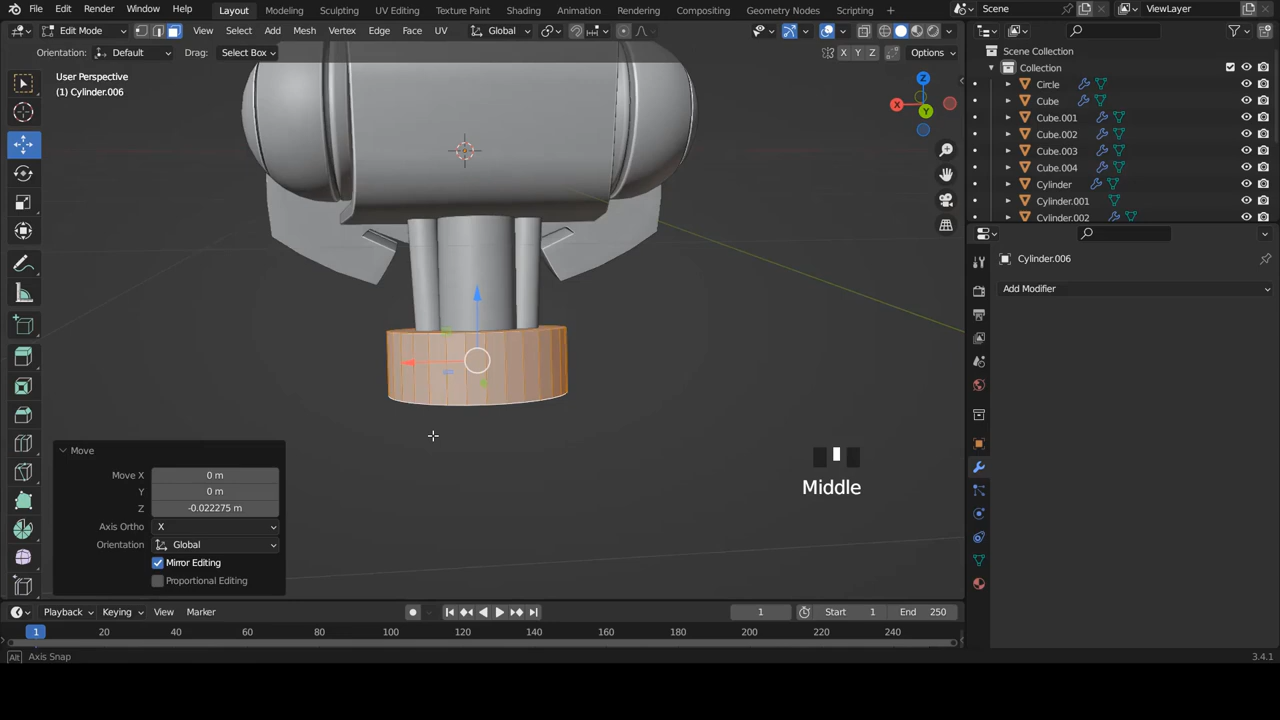 File Edit Render Window Help Layout Modeling Sculpting UV Editing Texture Paint Shading Animation Rendering Compositing Geometry Nodes Scripting Scene ViewLayer
Edit Mode View Select Add Mesh Vertex Edge Face UV Global
Orientation: Default Drag: Select Box X Y Z Options
User Perspective
(1) Cylinder.006
Z
X
Y
Scene Collection
Collection
Circle
Cube
Cube.001
Cube.002
Cube.003
Cube.004
Cylinder
Cylinder.001
Cylinder.002
Cylinder.006
Add Modifier
Move
Move X 0 m
Y 0 m
Z -0.022275 m
Axis Ortho X
Orientation Global
Mirror Editing
Proportional Editing
Middle
Playback Keying View Marker 1 Start 1 End 250
1 20 40 60 80 100 120 140 160 180 200 220 240
Alt Axis Snap 3.4.1